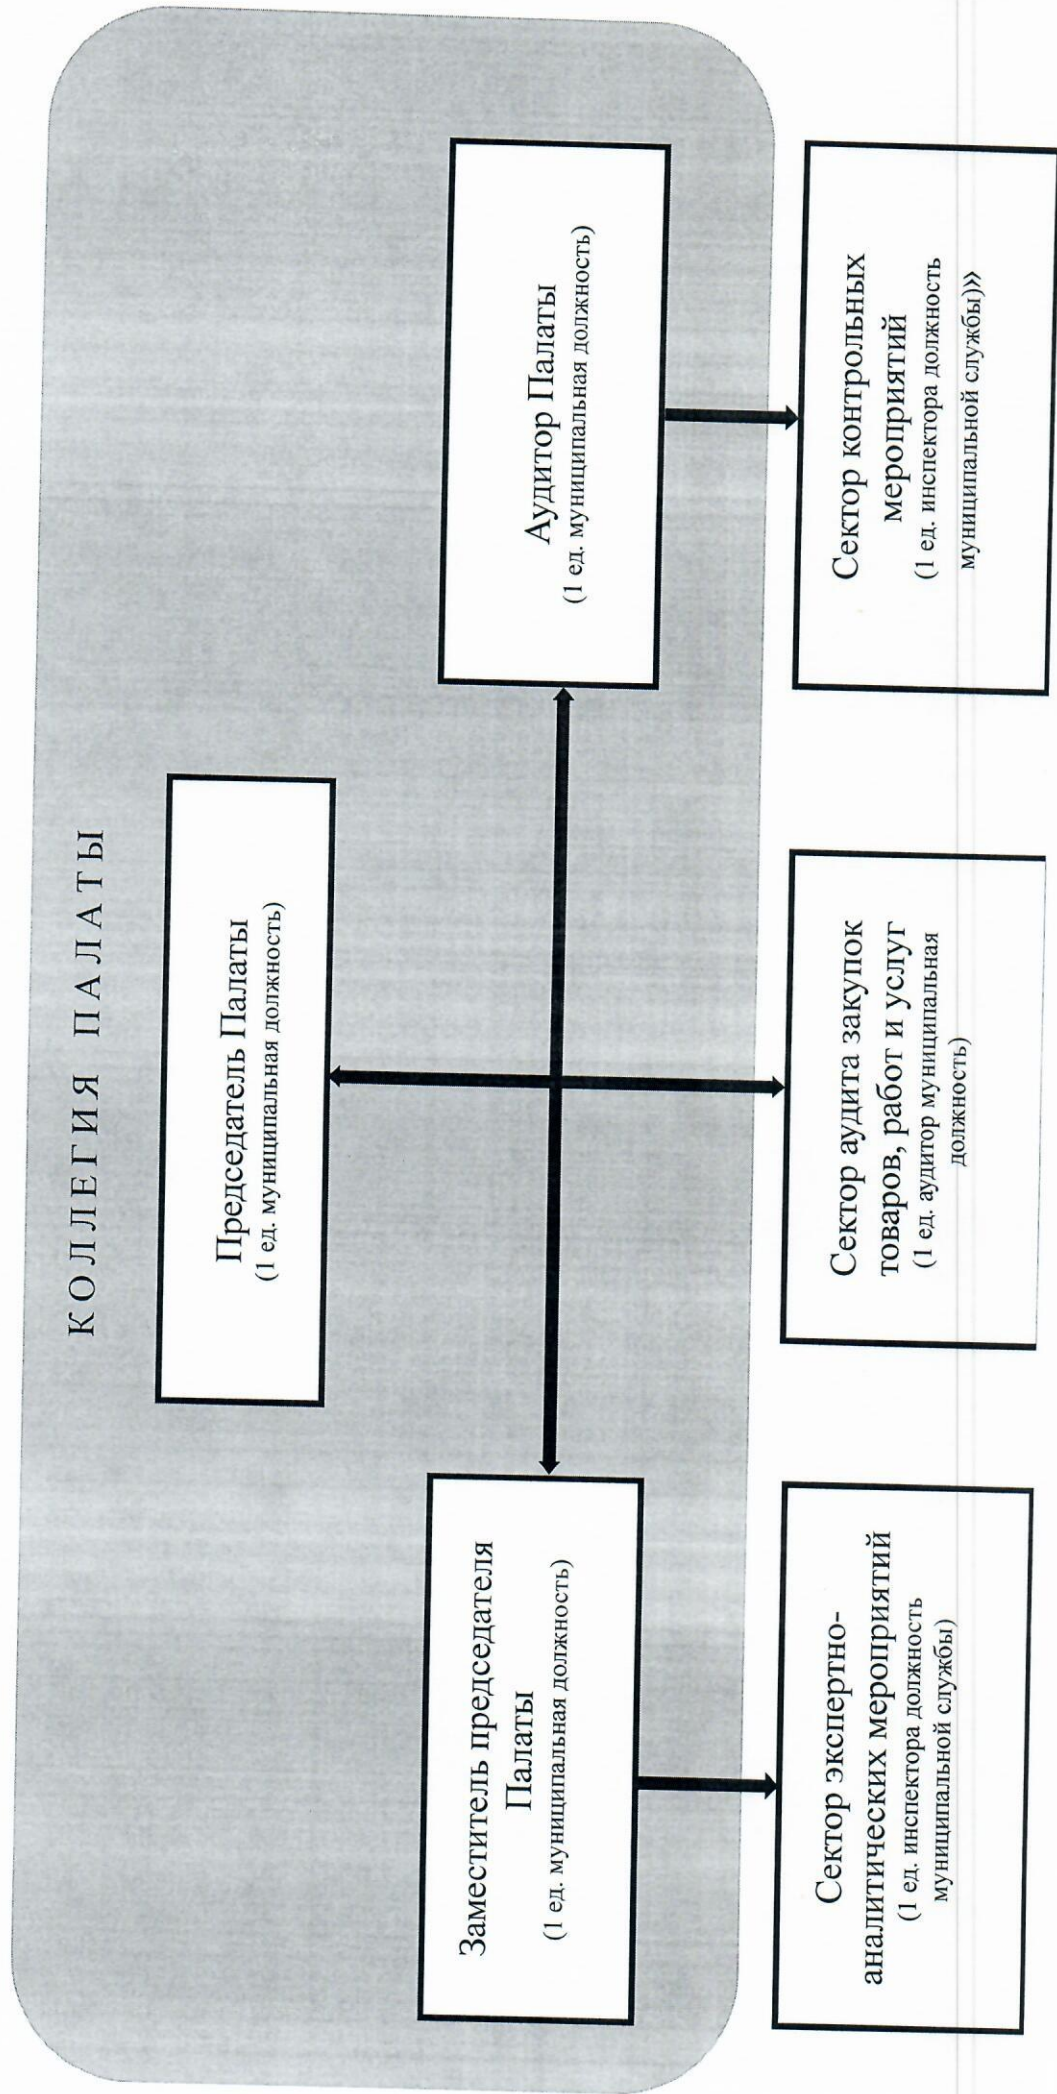 КОЛЛЕГИЯ ПАЛАТЫ
Председатель Палаты
(1 ед. муниципальная должность)
Заместитель председателя
Палаты
(1 ед. муниципальная должность)
Аудитор Палаты
(1 ед. муниципальная должность)
Сектор экспертно-
аналитических мероприятий
(1 ед. инспектора должность
муниципальной службы)
Сектор аудита закупок
товаров, работ и услуг
(1 ед. аудитор муниципальная
должность)
Сектор контрольных
мероприятий
(1 ед. инспектора должность
муниципальной службы)»